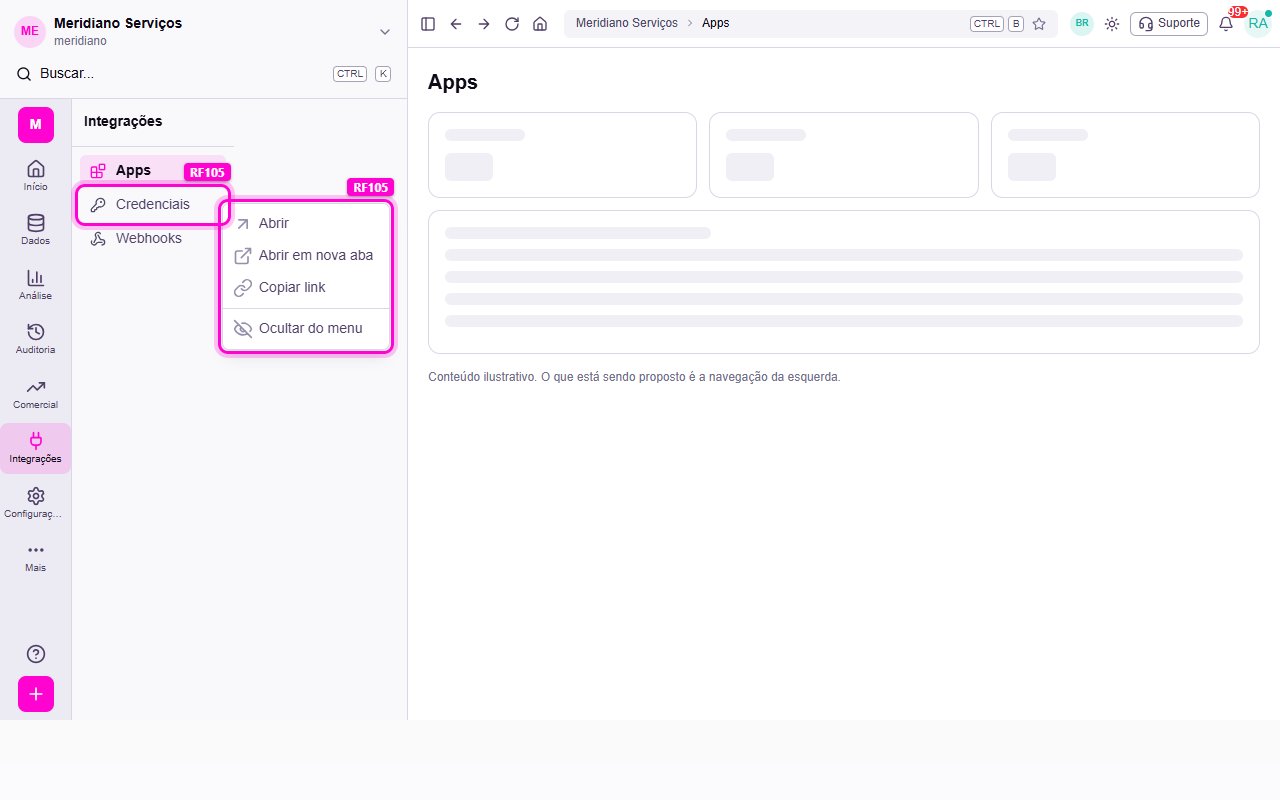 ME
Meridiano Serviços
meridiano
Buscar...
CTRL K
Meridiano Serviços > Apps
CTRL B
BR
Suporte
99+
RA
M
Início
Dados
Análise
Auditoria
Comercial
Integrações
Configuraç...
Mais
Integrações
Apps
RF105
Credenciais
Webhooks
RF105
Abrir
Abrir em nova aba
Copiar link
Ocultar do menu
Apps
Conteúdo ilustrativo. O que está sendo proposto é a navegação da esquerda.